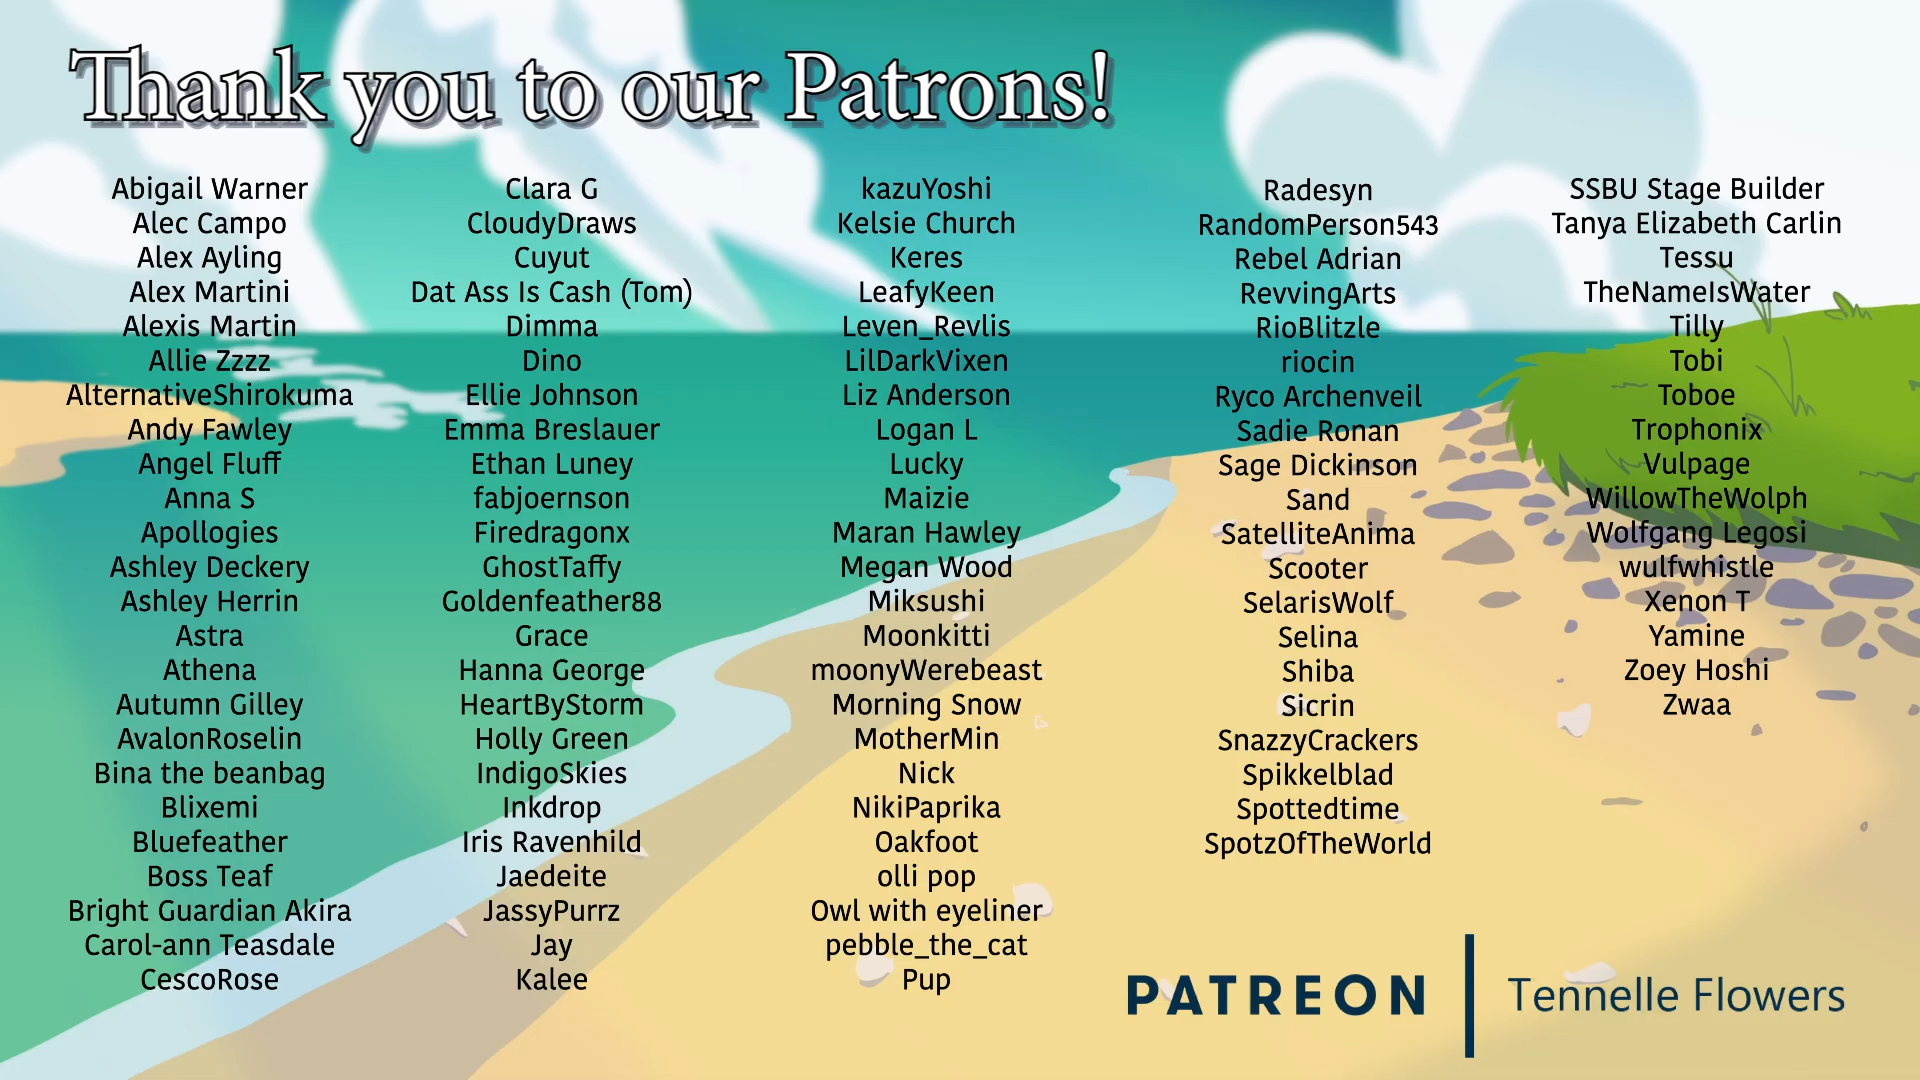 Thank you to our Patrons!
Abigail Warner
Alec Campo
Alex Ayling
Alex Martini
Alexis Martin
Allie Zzzz
AlternativeShirokuma
Andy Fawley
Angel Fluff
Anna S
Apollogies
Ashley Deckery
Ashley Herrin
Astra
Athena
Autumn Gilley
AvalonRoselin
Bina the beanbag
Blixemi
Bluefeather
Boss Teaf
Bright Guardian Akira
Carol-ann Teasdale
CescoRose
Clara G
CloudyDraws
Cuyut
Dat Ass Is Cash (Tom)
Dimma
Dino
Ellie Johnson
Emma Breslauer
Ethan Luney
fabjoernson
Firedragonx
GhostTaffy
Goldenfeather88
Grace
Hanna George
HeartByStorm
Holly Green
IndigoSkies
Inkdrop
Iris Ravenhild
Jaedeite
JassyPurrz
Jay
Kalee
kazuYoshi
Kelsie Church
Keres
LeafyKeen
Leven_Revlis
LilDarkVixen
Liz Anderson
Logan L
Lucky
Maizie
Maran Hawley
Megan Wood
Miksushi
Moonkitti
moonyWerebeast
Morning Snow
MotherMin
Nick
NikiPaprika
Oakfoot
olli pop
Owl with eyeliner
pebble_the_cat
Pup
Radesyn
RandomPerson543
Rebel Adrian
RevvingArts
RioBlitzle
riocin
Ryco Archenveil
Sadie Ronan
Sage Dickinson
Sand
SatelliteAnima
Scooter
SelarisWolf
Selina
Shiba
Sicrin
SnazzyCrackers
Spikkelblad
Spottedtime
SpotzOfTheWorld
SSBU Stage Builder
Tanya Elizabeth Carlin
Tessu
TheNameIsWater
Tilly
Tobi
Toboe
Trophonix
Vulpage
WillowTheWolph
Wolfgang Legosi
wulfwhistle
Xenon T
Yamine
Zoey Hoshi
Zwaa
PATREON | Tennelle Flowers